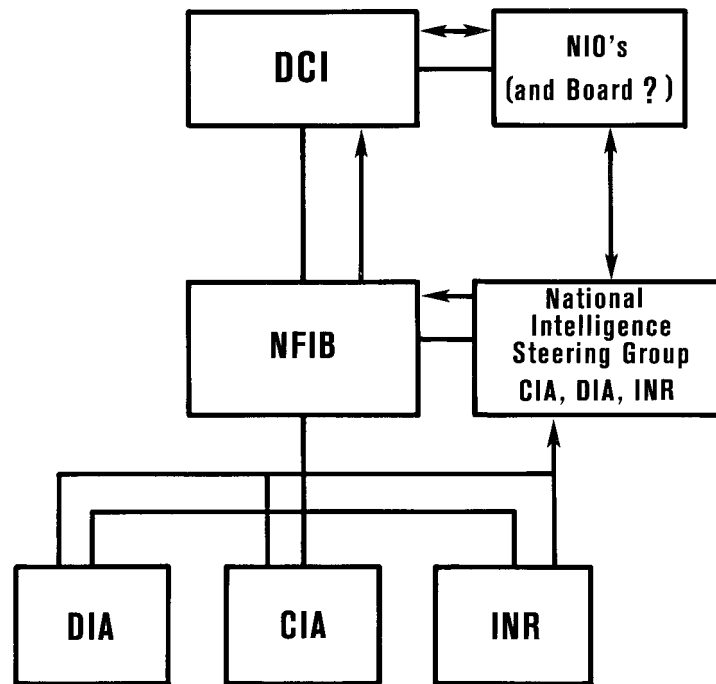 DCI
NIO's
(and Board ?)
NFIB
National
Intelligence
Steering Group
CIA, DIA, INR
DIA
CIA
INR